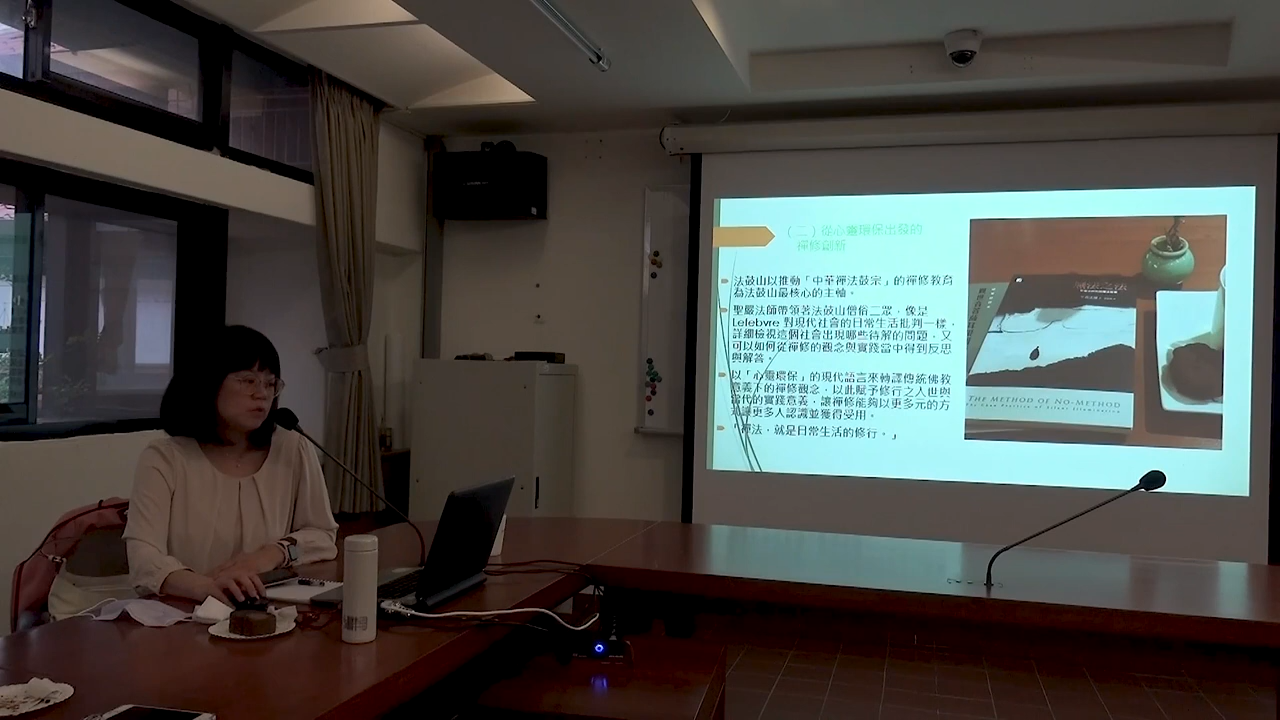 （二）從心靈環保出發的
禪修創新
法鼓山以推動「中華禪法鼓宗」的禪修教育
為法鼓山最核心的主軸。
聖嚴法師帶領著法鼓山僧俗二眾，像是
Lefebvre 對現代社會的日常生活批判一樣，
詳細檢視這個社會出現哪些待解的問題，又
可以如何從禪修的觀念與實踐當中得到反思
與解答。
以「心靈環保」的現代語言來轉譯傳統佛教
意義下的禪修觀念，以此賦予修行之入世與
當代的實踐意義，讓禪修能夠以更多元的方
式讓更多人認識並獲得受用。
「禪法，就是日常生活的修行。」
THE METHOD OF NO-METHOD
The Chan Practice of Silent Illumination